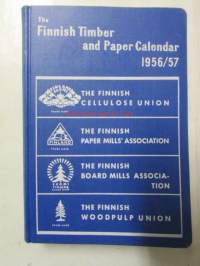 The
Finnish Timber
and Paper Calendar
1956/57
THE FINNISH
CELLULOSE UNION
THE FINNISH
PAPER MILLS' ASSOCIATION
FINLAND
THE FINNISH
BOARD MILLS ASSOCIA-
TION
THE FINNISH
WOODPULP UNION